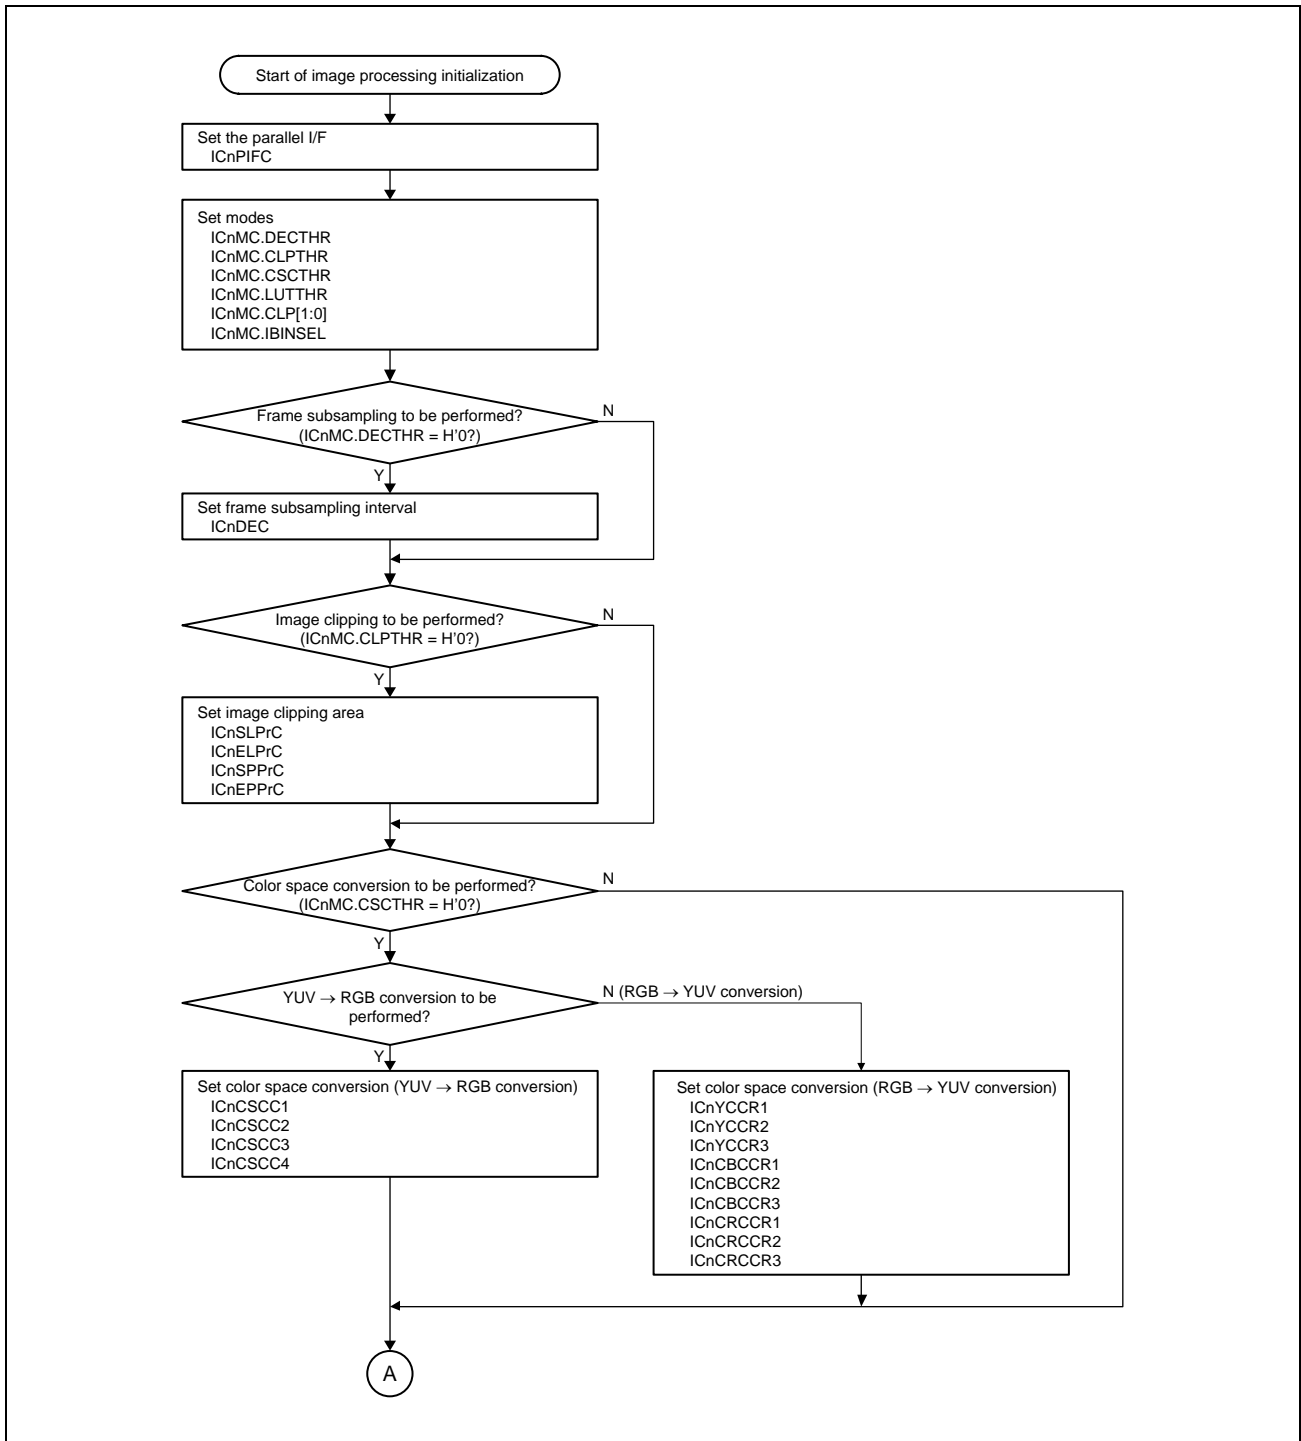 Start of image processing initialization
Set the parallel I/F
ICnPIFC
Set modes
ICnMC.DECTHR
ICnMC.CLPTHR
ICnMC.CSCTHR
ICnMC.LUTTHR
ICnMC.CLP[1:0]
ICnMC.IBINSEL
Frame subsampling to be performed?
(ICnMC.DECTHR = H'0?)
N
Y
Set frame subsampling interval
ICnDEC
Image clipping to be performed?
(ICnMC.CLPTHR = H'0?)
N
Y
Set image clipping area
ICnSLPrC
ICnELPrC
ICnSPPrC
ICnEPPrC
Color space conversion to be performed?
(ICnMC.CSCTHR = H'0?)
N
Y
YUV → RGB conversion to be
performed?
N (RGB → YUV conversion)
Y
Set color space conversion (YUV → RGB conversion)
ICnCSCC1
ICnCSCC2
ICnCSCC3
ICnCSCC4
Set color space conversion (RGB → YUV conversion)
ICnYCCR1
ICnYCCR2
ICnYCCR3
ICnCBCCR1
ICnCBCCR2
ICnCBCCR3
ICnCRCCR1
ICnCRCCR2
ICnCRCCR3
A